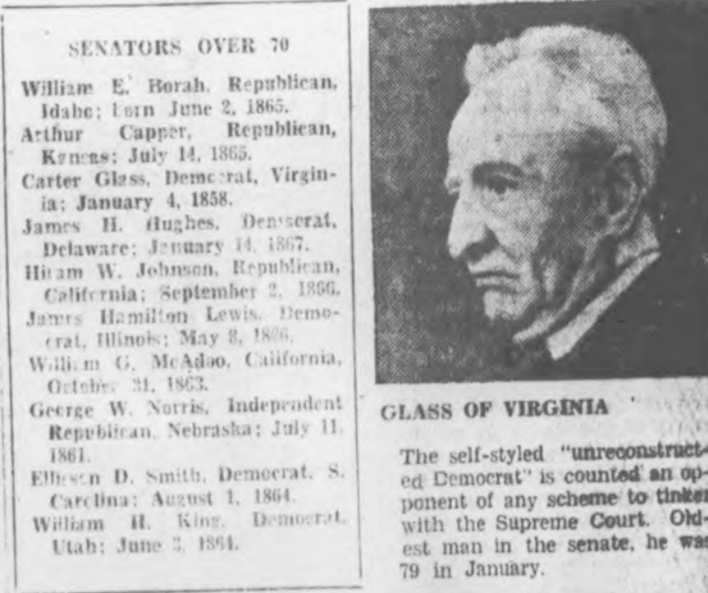 SENATORS OVER 70
William E. Borah, Republican,
Idaho; born June 2, 1865.
Arthur Capper, Republican,
Kansas; July 14, 1865.
Carter Glass, Democrat, Virgin-
ia; January 4, 1858.
James H. Hughes, Democrat,
Delaware; January 14, 1867.
Hiram W. Johnson, Republican,
California; September 2, 1866.
James Hamilton Lewis, Demo-
crat, Illinois; May 8, 1866.
William G. McAdoo, California,
October 31, 1863.
George W. Norris, Independent
Republican, Nebraska; July 11,
1861.
Ellison D. Smith, Democrat, S.
Carolina; August 1, 1864.
William H. King, Democrat,
Utah; June 3, 1864.
GLASS OF VIRGINIA
The self-styled "unreconstruct-
ed Democrat" is counted an op-
ponent of any scheme to tinker
with the Supreme Court. Old-
est man in the senate, he was
79 in January.